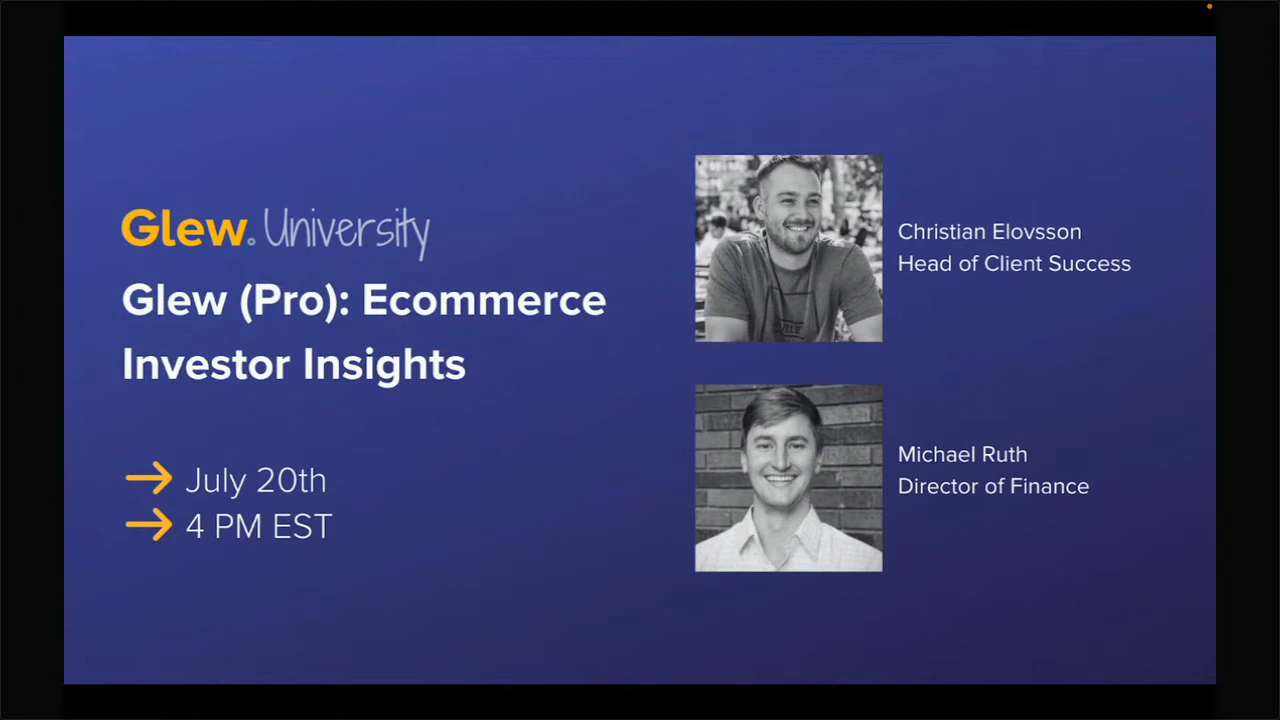 Glew. University
Glew (Pro): Ecommerce
Investor Insights
July 20th
4 PM EST
Christian Elovsson
Head of Client Success
Michael Ruth
Director of Finance